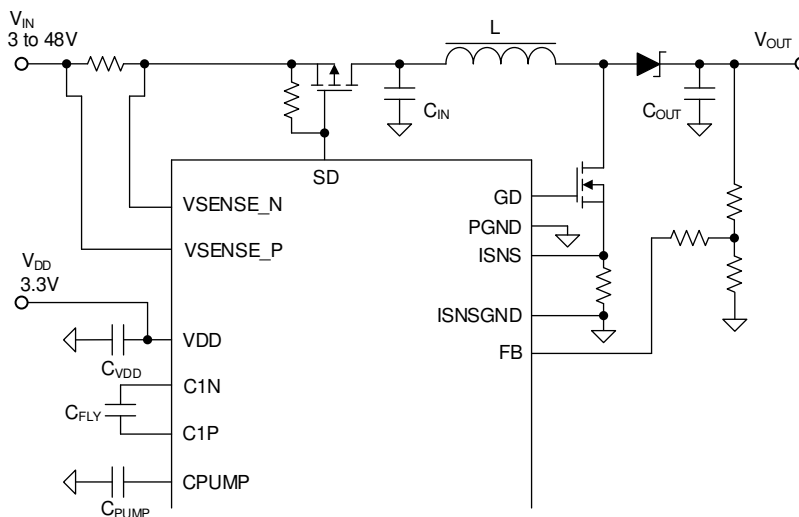 VIN
3 to 48V
L
VOUT
CIN
COUT
SD
GD
VSENSE_N
PGND
VSENSE_P
ISNS
VDD
3.3V
ISNSGND
VDD
FB
CVDD
C1N
CFLY
C1P
CPUMP
CPUMP